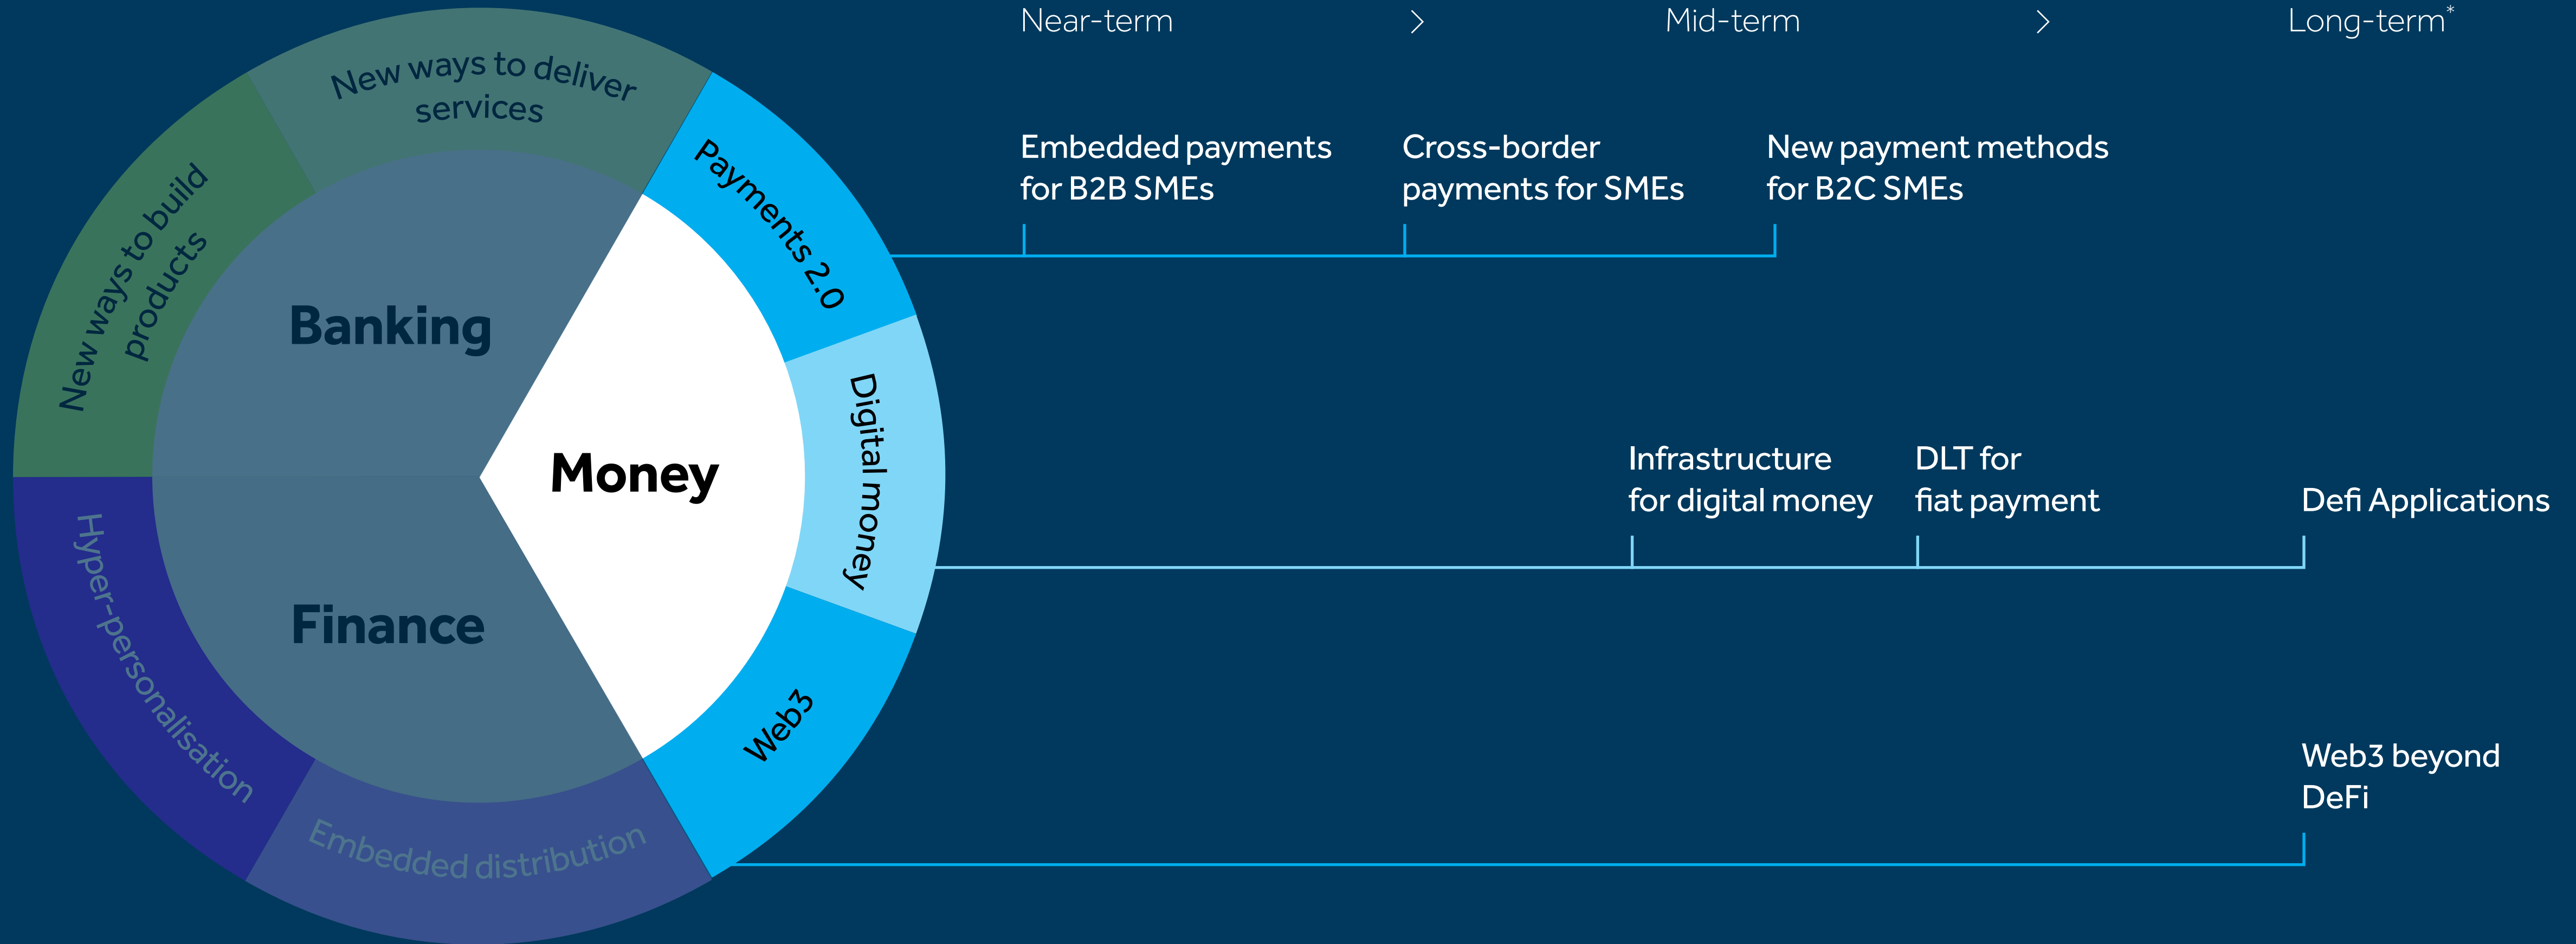 Near-term
>
Mid-term
>
Long-term*
New ways to deliver
services
New ways to build
products
Banking
Finance
Money
Hyper-personalisation
Embedded distribution
Payments 2.0
Digital money
Web3
Embedded payments
for B2B SMEs
Cross-border
payments for SMEs
New payment methods
for B2C SMEs
Infrastructure
for digital money
DLT for
fiat payment
Defi Applications
Web3 beyond
DeFi